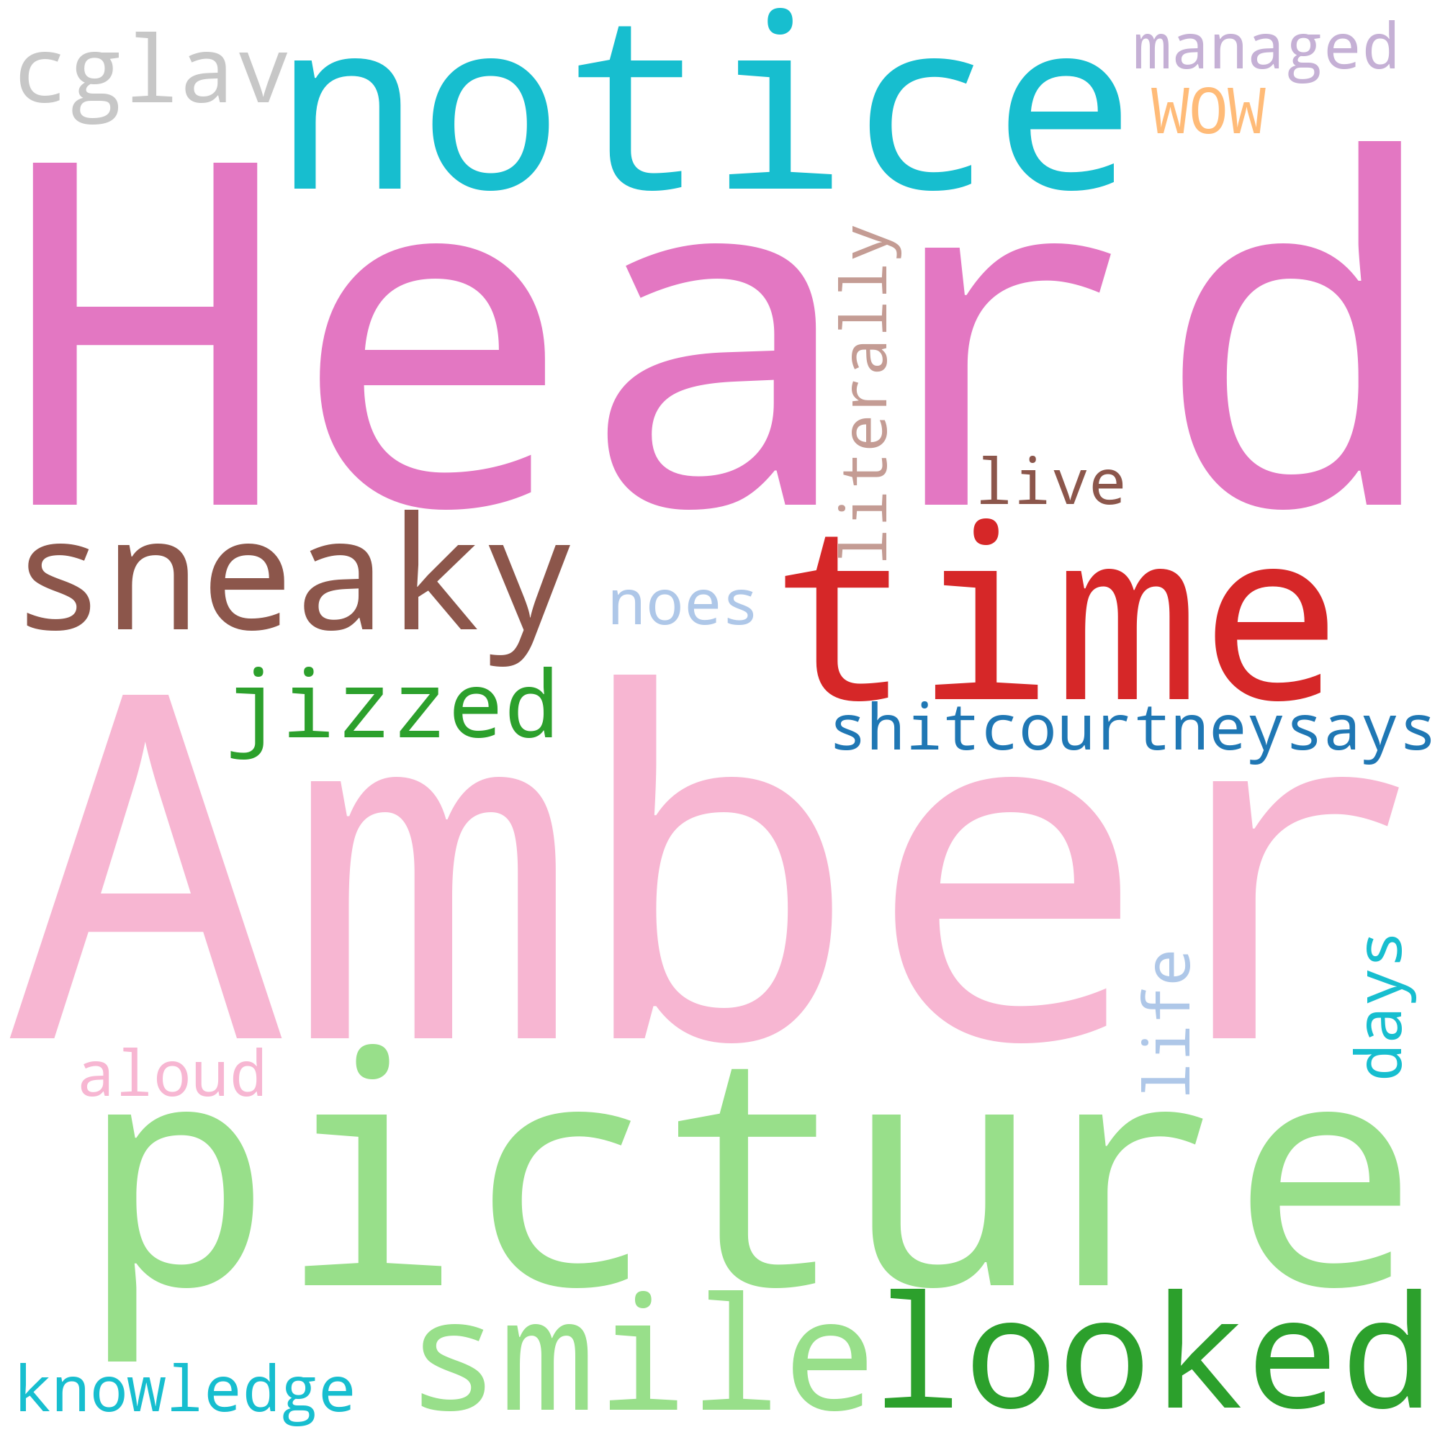 cglav
notice
managed
WOW
Heard
literally
live
sneaky
noes
time
jizzed
shitcourtneysays
Amber
life
days
aloud
picture
smile
looked
knowledge